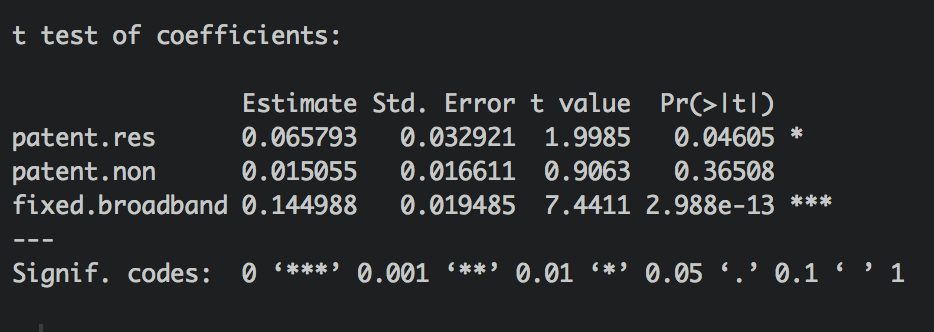 t test of coefficients:
Estimate Std. Error t value Pr(>|t|)
patent.res 0.065793 0.032921 1.9985 0.04605 *
patent.non 0.015055 0.016611 0.9063 0.36508
fixed.broadband 0.144988 0.019485 7.4411 2.988e-13 ***
---
Signif. codes: 0 ‘***’ 0.001 ‘**’ 0.01 ‘*’ 0.05 ‘.’ 0.1 ‘ ’ 1